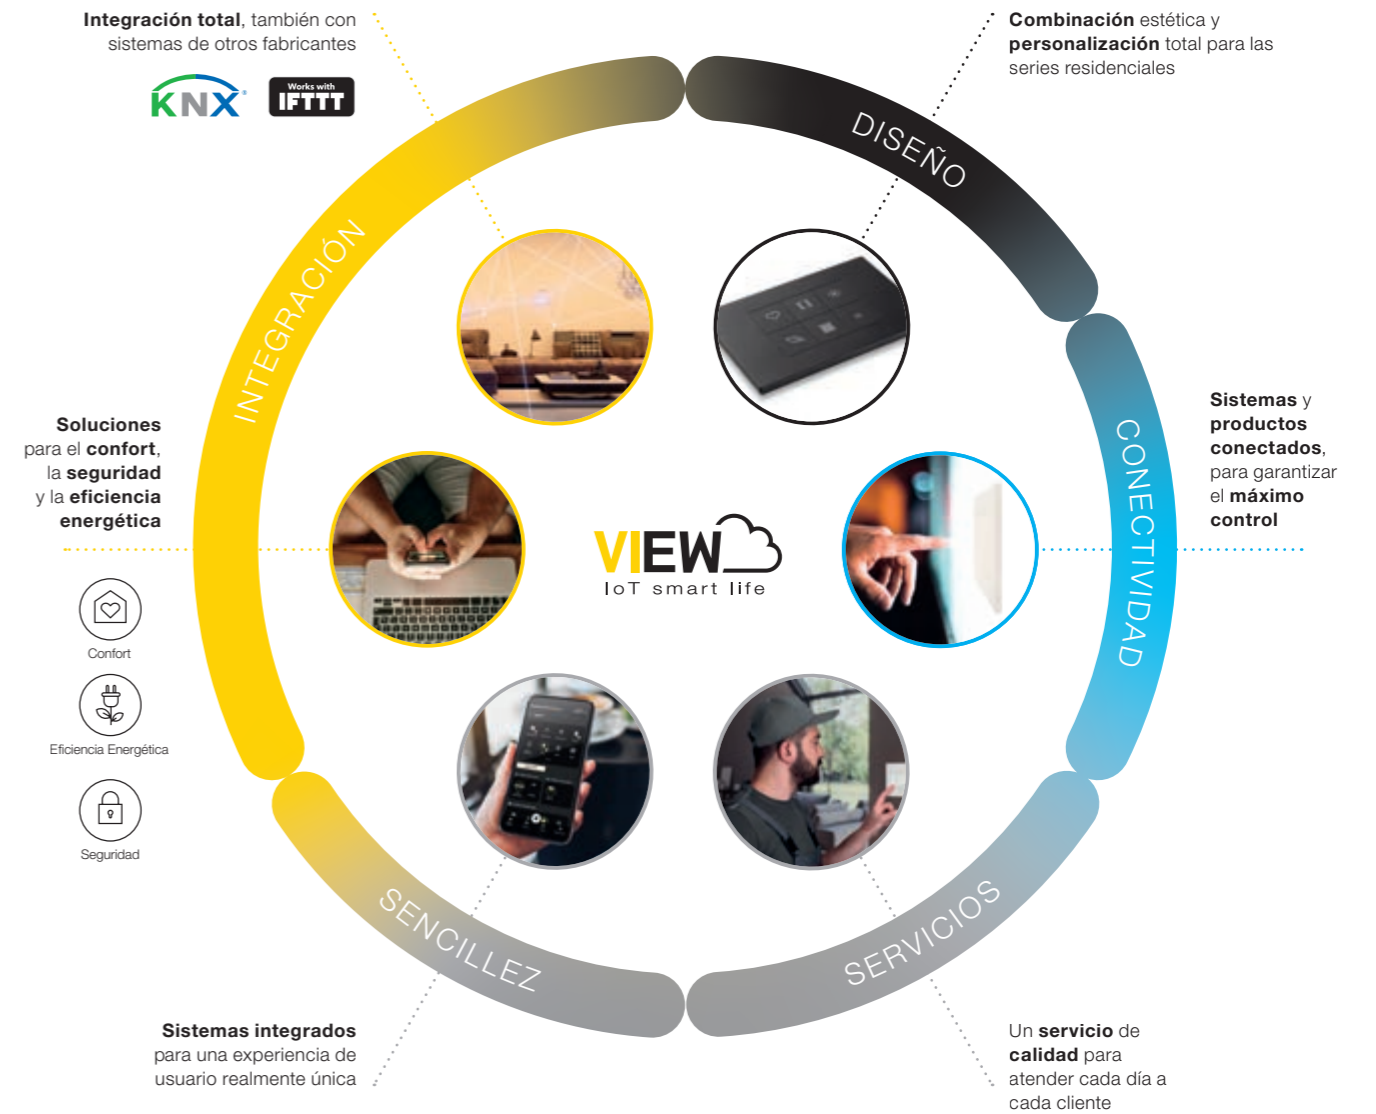 Integración total, también con
sistemas de otros fabricantes
KNX®
Works with
IFTTT
Combinación estética y
personalización total para las
series residenciales
DISEÑO
INTEGRACIÓN
Soluciones
para el confort,
la seguridad
y la eficiencia
energética
Confort
Eficiencia Energética
Seguridad
VIEW
IoT smart life
CONECTIVIDAD
Sistemas y
productos
conectados,
para garantizar
el máximo
control
SENCILLEZ
SERVICIOS
Sistemas integrados
para una experiencia de
usuario realmente única
Un servicio de
calidad para
atender cada día a
cada cliente